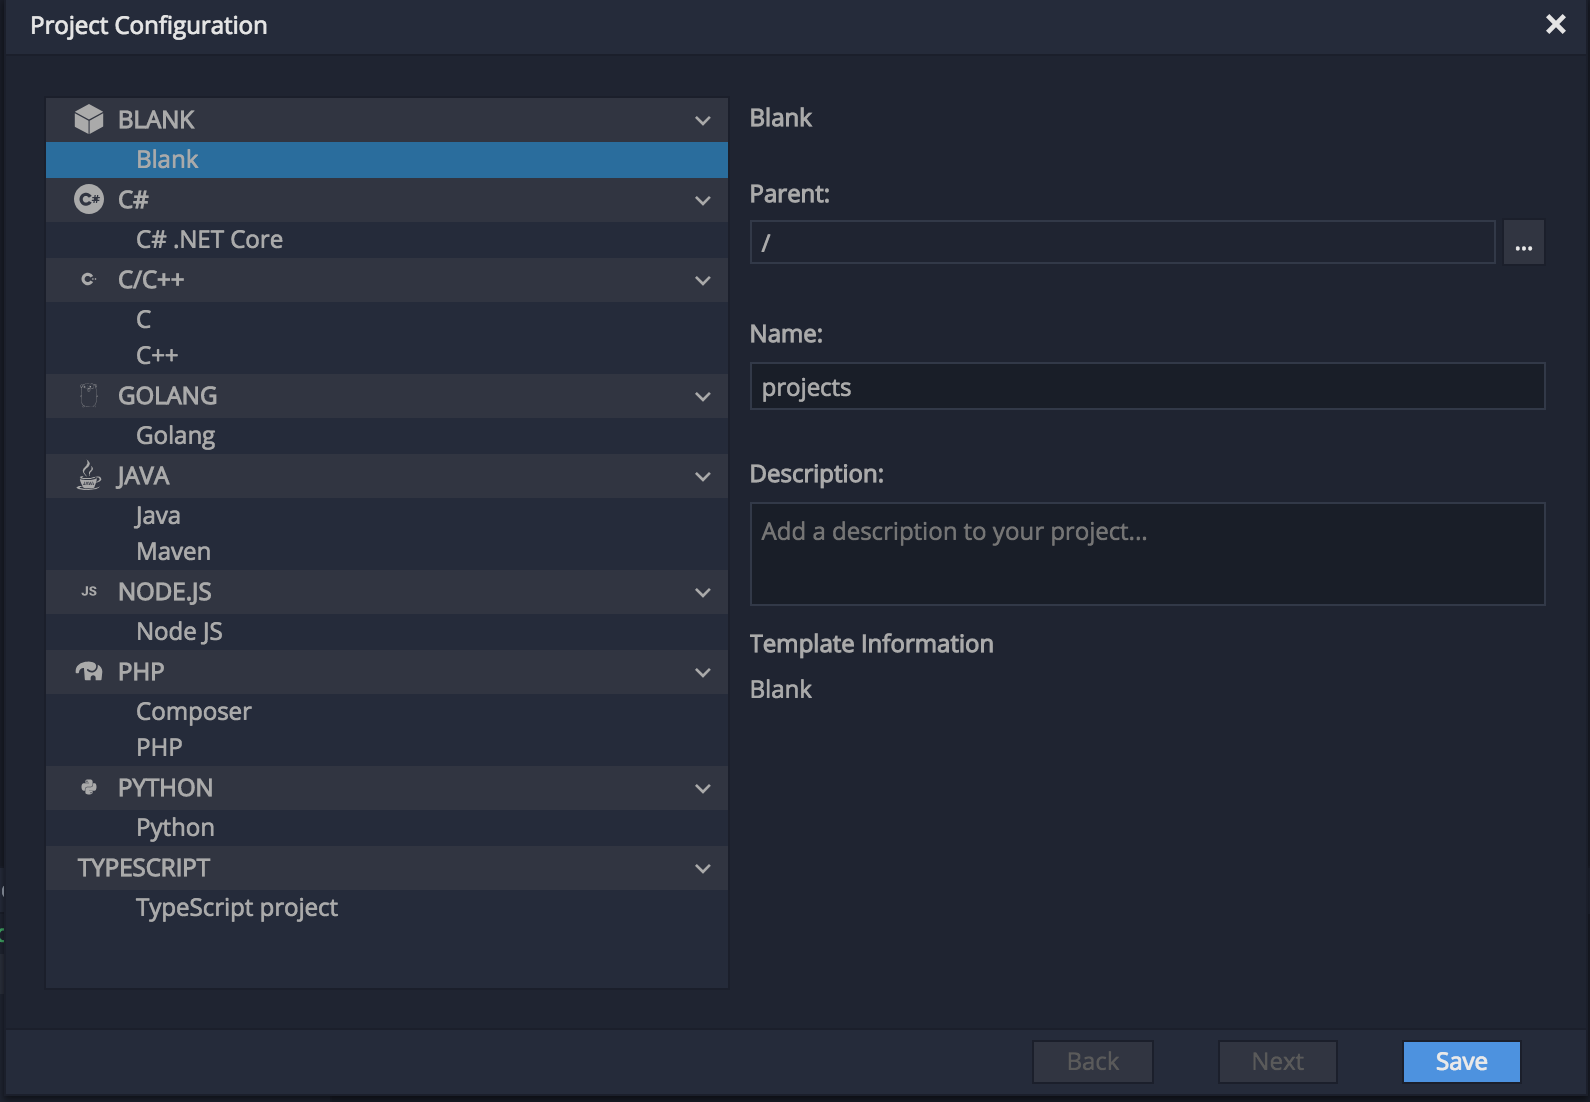 Project Configuration
BLANK
Blank
C#
C# .NET Core
C/C++
C
C++
GOLANG
Golang
JAVA
Java
Maven
JS NODE.JS
Node JS
PHP
Composer
PHP
PYTHON
Python
TYPESCRIPT
TypeScript project
Blank
Parent:
/
...
Name:
projects
Description:
Add a description to your project...
Template Information
Blank
Back
Next
Save